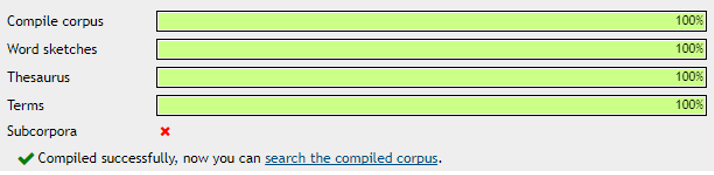 Compile corpus 100%
Word sketches 100%
Thesaurus 100%
Terms 100%
Subcorpora
Compiled successfully, now you can search the compiled corpus.